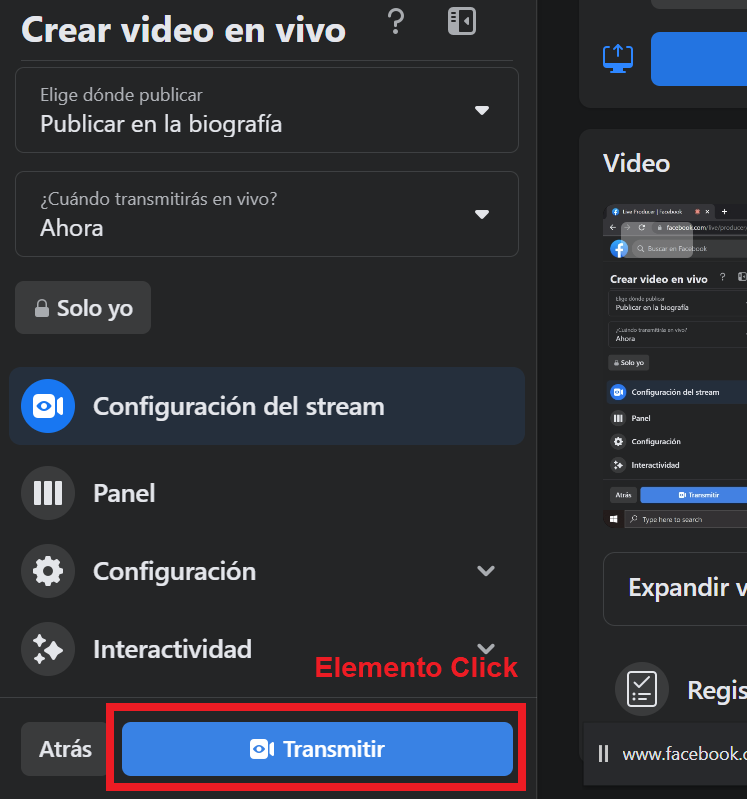 Crear video en vivo
Elige dónde publicar
Publicar en la biografía
¿Cuándo transmitirás en vivo?
Ahora
Solo yo
Configuración del stream
Panel
Configuración
Interactividad
Elemento Click
Atrás
Transmitir
Video
Live Producer | Facebook
facebook.com/live/producer
Buscar en Facebook
Crear video en vivo
Elige dónde publicar
Publicar en la biografía
¿Cuándo transmitirás en vivo?
Ahora
Solo yo
Configuración del stream
Panel
Configuración
Interactividad
Atrás
Transmitir
Type here to search
Expandir v
Regis
www.facebook.c